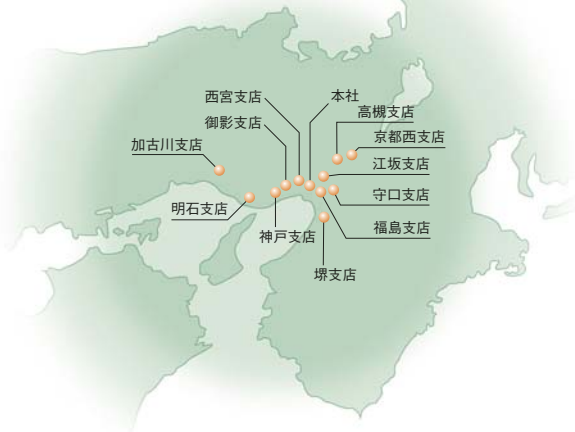 西宮支店
本社
高槻支店
御影支店
京都西支店
加古川支店
江坂支店
守口支店
明石支店
福島支店
神戸支店
堺支店